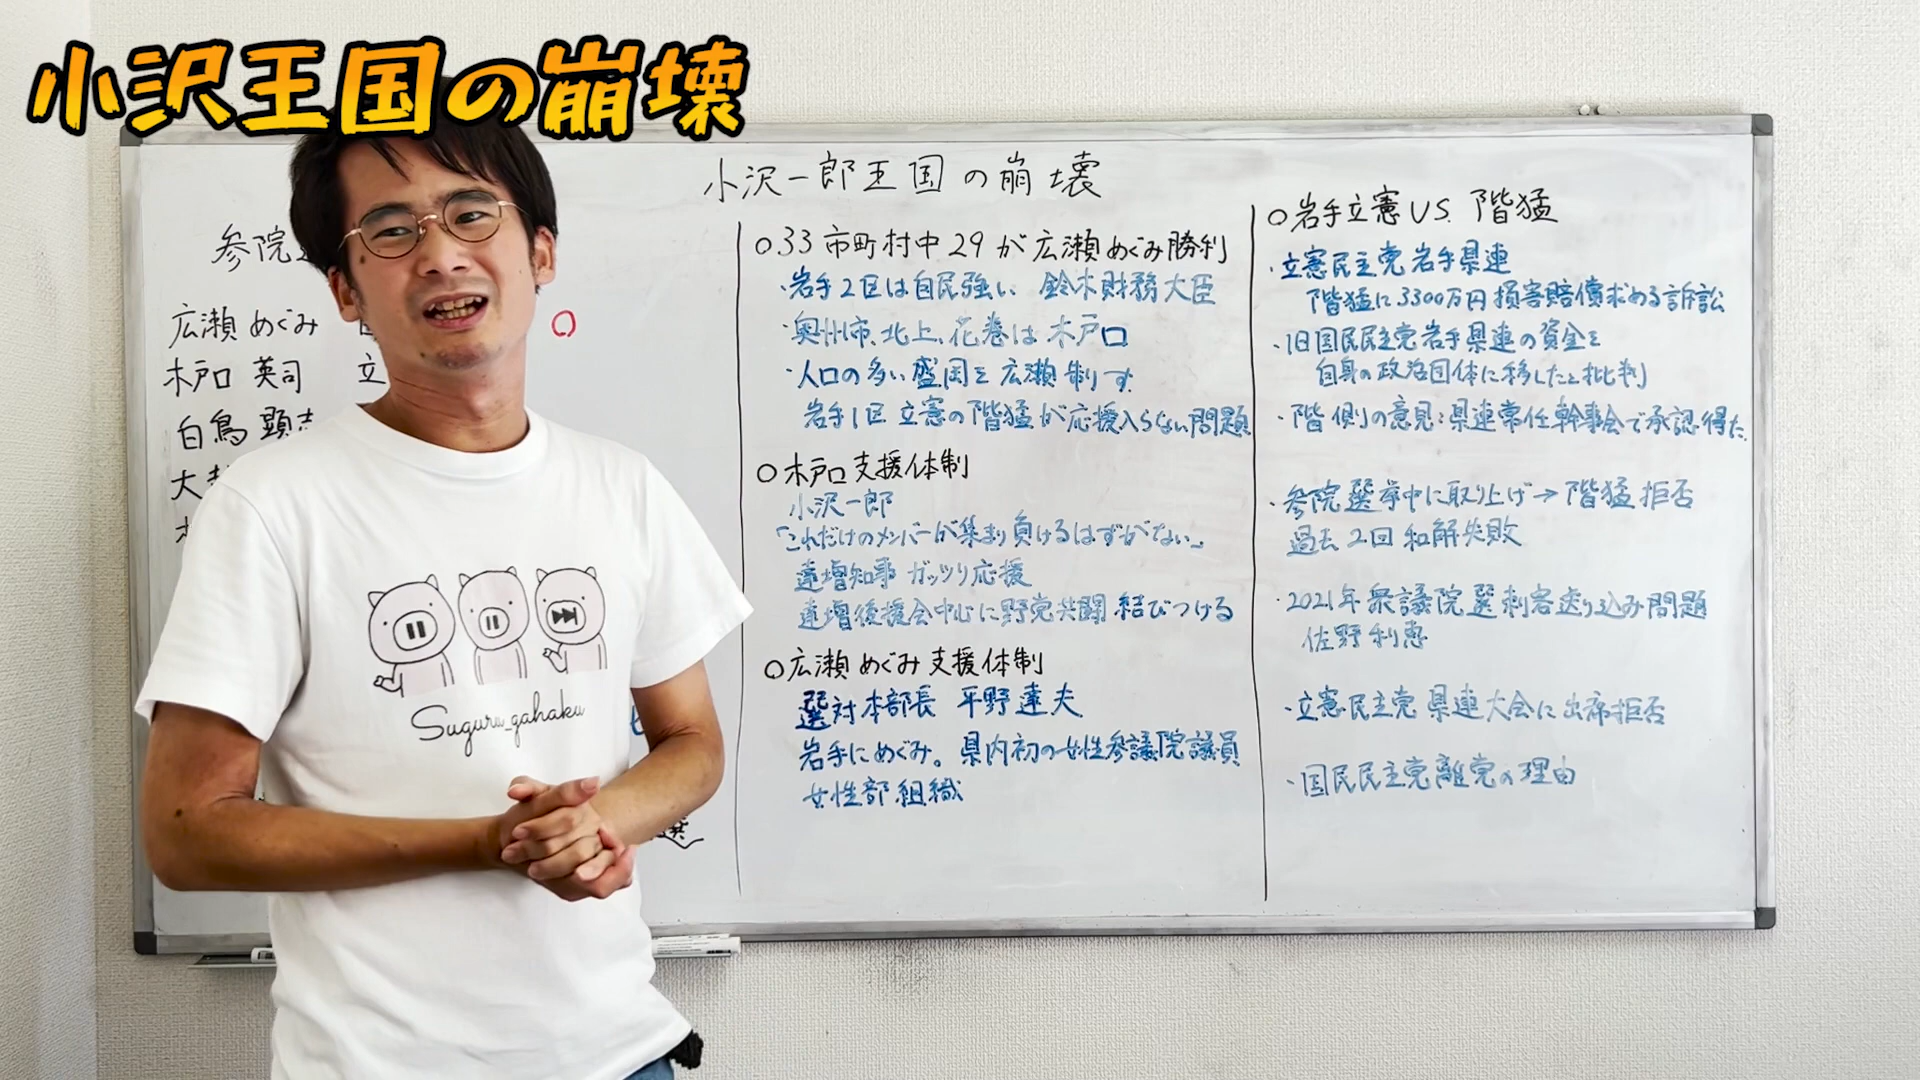 小沢王国の崩壊
小沢一郎王国の崩壊
参院
広瀬 めぐみ
木戸口 英司 立
白鳥 顕志
大
○33市町村中29が広瀬めぐみ勝利
・岩手2区は自民強い 鈴木財務大臣
・奥州市、北上、花巻は木戸口
・人口の多い盛岡を広瀬制す
岩手1区 立憲の階猛が応援入らない問題
○木戸口支援体制
小沢一郎
「これだけのメンバーが集まり負けるはずがない」
達増知事 ガッツリ応援
達増後援会中心に野党共闘 結びつける
○広瀬めぐみ支援体制
選対本部長 平野達夫
岩手にめぐみ。県内初の女性参議院議員
女性部組織
○岩手立憲 VS. 階猛
・立憲民主党岩手県連
階猛に3300万円損害賠償求める訴訟
・旧国民民主党岩手県連の資金を
自身の政治団体に移したと批判
・階側の意見:県連常任幹事会で承認得た。
・参院選挙中に取り上げ→階猛拒否
過去2回和解失敗
・2021年衆議院選刺客送り込み問題
佐野利恵
・立憲民主党 県連大会に出席拒否
・国民民主党離党の理由
選
Suguru_gahaku